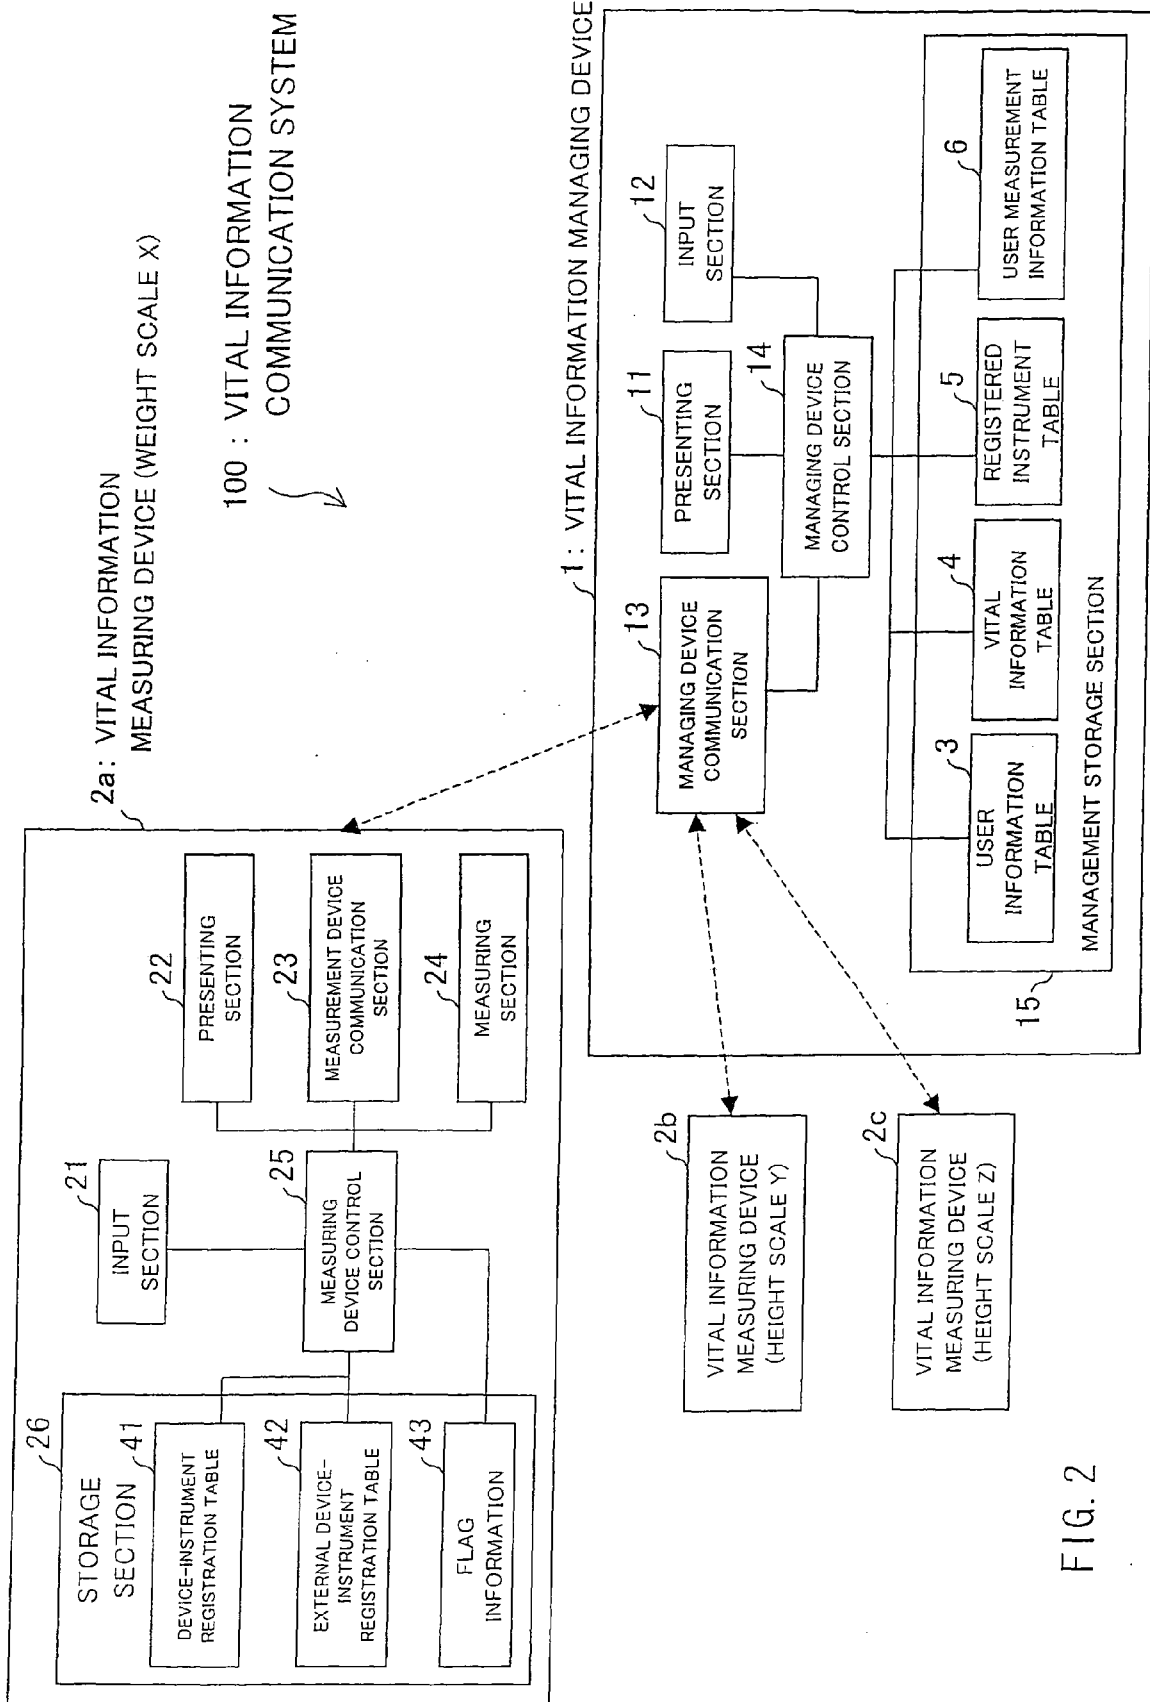 100 : VITAL INFORMATION
COMMUNICATION SYSTEM
2a: VITAL INFORMATION
MEASURING DEVICE (WEIGHT SCALE X)
26
STORAGE
SECTION
41
DEVICE-INSTRUMENT
REGISTRATION TABLE
42
EXTERNAL DEVICE-
INSTRUMENT
REGISTRATION TABLE
43
FLAG
INFORMATION
21
INPUT
SECTION
25
MEASURING
DEVICE CONTROL
SECTION
22
PRESENTING
SECTION
23
MEASUREMENT DEVICE
COMMUNICATION
SECTION
24
MEASURING
SECTION
1: VITAL INFORMATION MANAGING DEVICE
13
MANAGING DEVICE
COMMUNICATION
SECTION
11
PRESENTING
SECTION
12
INPUT
SECTION
14
MANAGING DEVICE
CONTROL SECTION
3
USER
INFORMATION
TABLE
4
VITAL
INFORMATION
TABLE
5
REGISTERED
INSTRUMENT
TABLE
6
USER MEASUREMENT
INFORMATION TABLE
MANAGEMENT STORAGE SECTION
15
2b
VITAL INFORMATION
MEASURING DEVICE
(HEIGHT SCALE Y)
2c
VITAL INFORMATION
MEASURING DEVICE
(HEIGHT SCALE Z)
FIG. 2